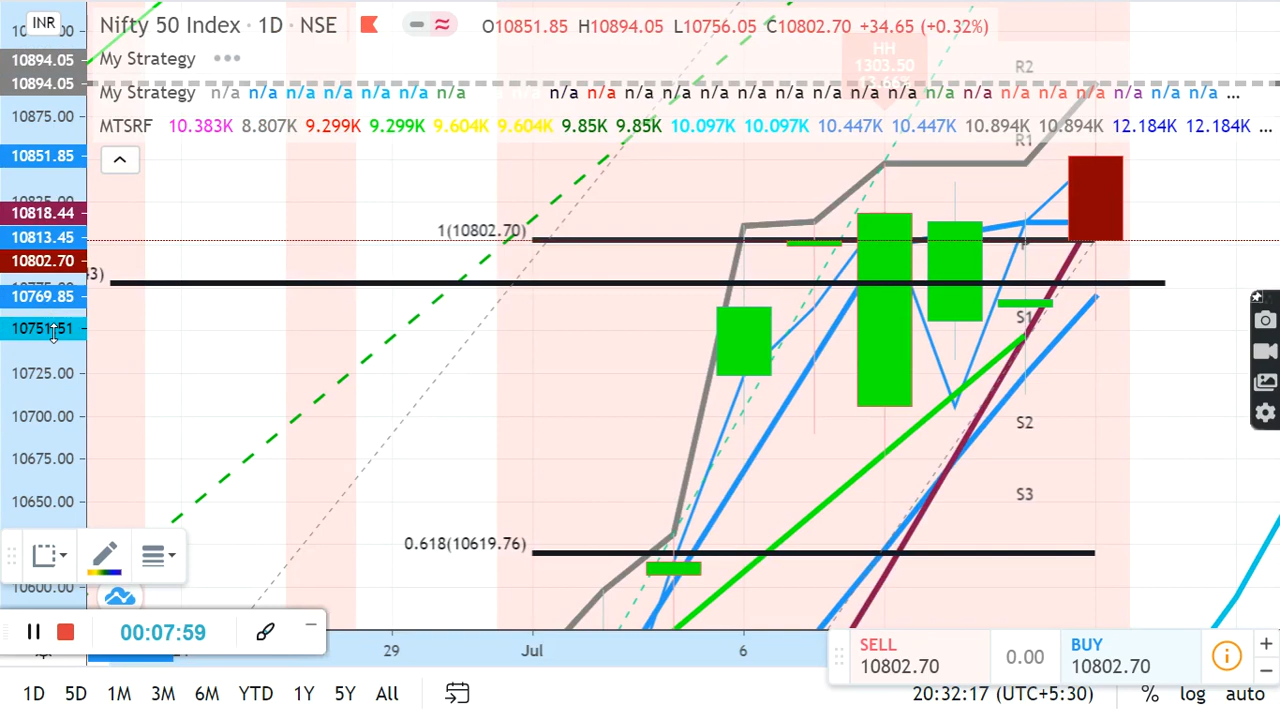 INR
Nifty 50 Index · 1D · NSE
O10851.85 H10894.05 L10756.05 C10802.70 +34.65 (+0.32%)
My Strategy
HH
1303.50
R2
My Strategy n/a n/a n/a n/a n/a n/a n/a n/a n/a n/a n/a n/a n/a n/a n/a n/a n/a n/a n/a n/a n/a n/a n/a n/a n/a ...
MTSRF 10.383K 8.807K 9.299K 9.299K 9.604K 9.604K 9.85K 9.85K 10.097K 10.097K 10.447K 10.447K 10.894K 10.894K 12.184K 12.184K ...
R1
10894.05
10894.05
10875.00
10851.85
10818.44
10813.45
10802.70
10769.85
10725.00
10700.00
10675.00
10650.00
10600.00
1(10802.70)
3)
S1
S2
S3
0.618(10619.76)
00:07:59
29
Jul
6
SELL
10802.70
0.00
BUY
10802.70
1D 5D 1M 3M 6M YTD 1Y 5Y All
20:32:17 (UTC+5:30)
% log auto